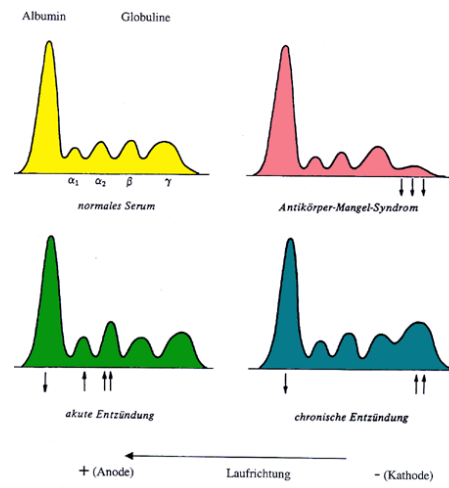 Albumin Globuline
α₁ α₂ β γ
normales Serum
Antikörper-Mangel-Syndrom
akute Entzündung
chronische Entzündung
+ (Anode) Laufrichtung - (Kathode)